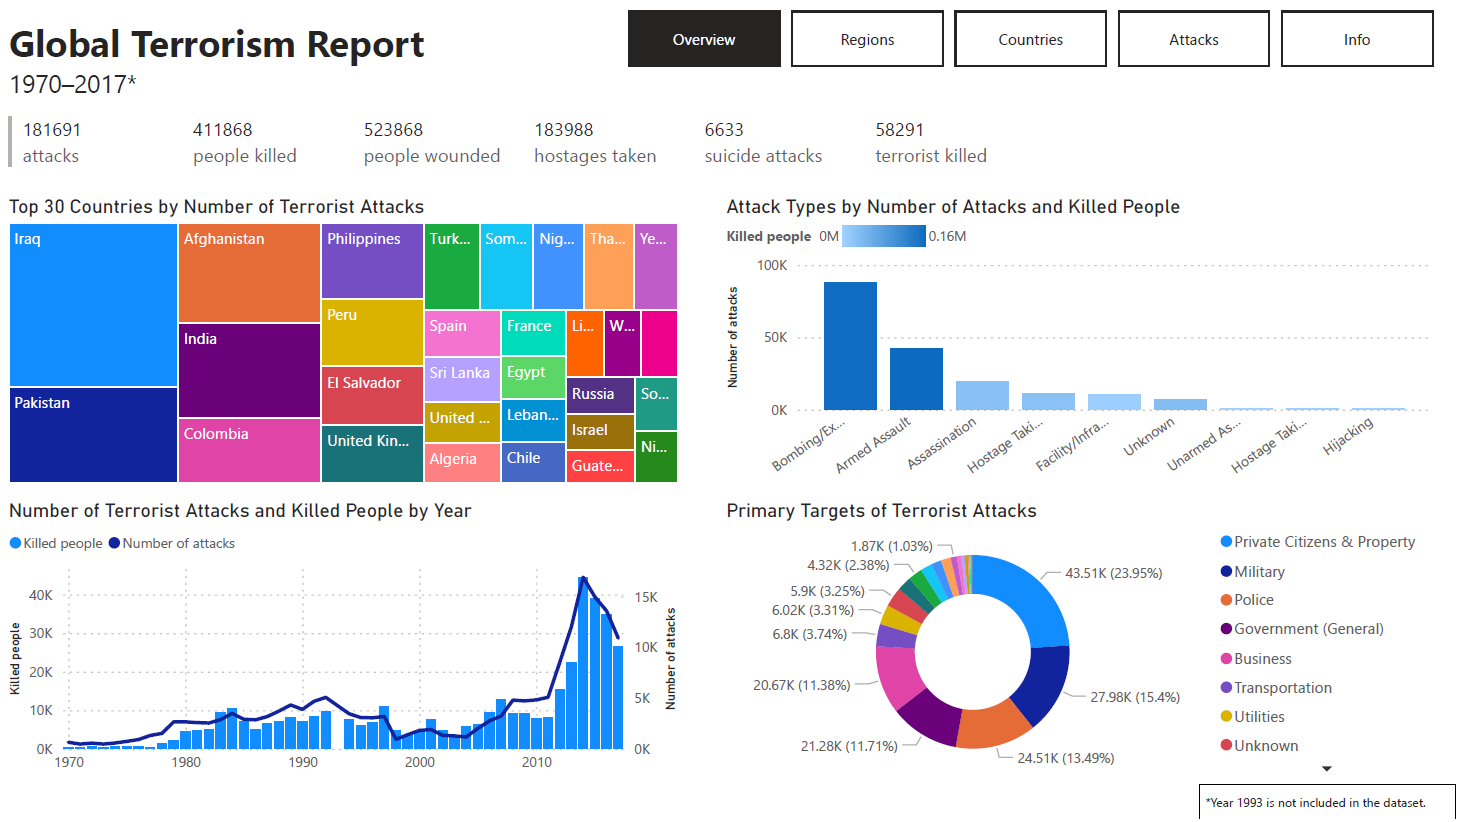 Global Terrorism Report
1970–2017*
Overview
Regions
Countries
Attacks
Info
181691
attacks
411868
people killed
523868
people wounded
183988
hostages taken
6633
suicide attacks
58291
terrorist killed
Top 30 Countries by Number of Terrorist Attacks
Iraq
Pakistan
Afghanistan
India
Colombia
Philippines
Peru
El Salvador
United Kin...
Turk...
Som...
Nig...
Tha...
Ye...
Spain
Sri Lanka
United ...
Algeria
France
Egypt
Leban...
Chile
Li...
W...
Russia
Israel
Guate...
So...
Ni...
Attack Types by Number of Attacks and Killed People
Killed people 0M 0.16M
Number of attacks
100K
50K
0K
Bombing/Ex...
Armed Assault
Assassination
Hostage Taki...
Facility/Infra...
Unknown
Unarmed As...
Hostage Taki...
Hijacking
Number of Terrorist Attacks and Killed People by Year
Killed people
Number of attacks
Killed people
40K
30K
20K
10K
0K
1970
1980
1990
2000
2010
15K
10K
5K
0K
Number of attacks
Primary Targets of Terrorist Attacks
1.87K (1.03%)
4.32K (2.38%)
5.9K (3.25%)
6.02K (3.31%)
6.8K (3.74%)
20.67K (11.38%)
21.28K (11.71%)
24.51K (13.49%)
27.98K (15.4%)
43.51K (23.95%)
Private Citizens & Property
Military
Police
Government (General)
Business
Transportation
Utilities
Unknown
*Year 1993 is not included in the dataset.